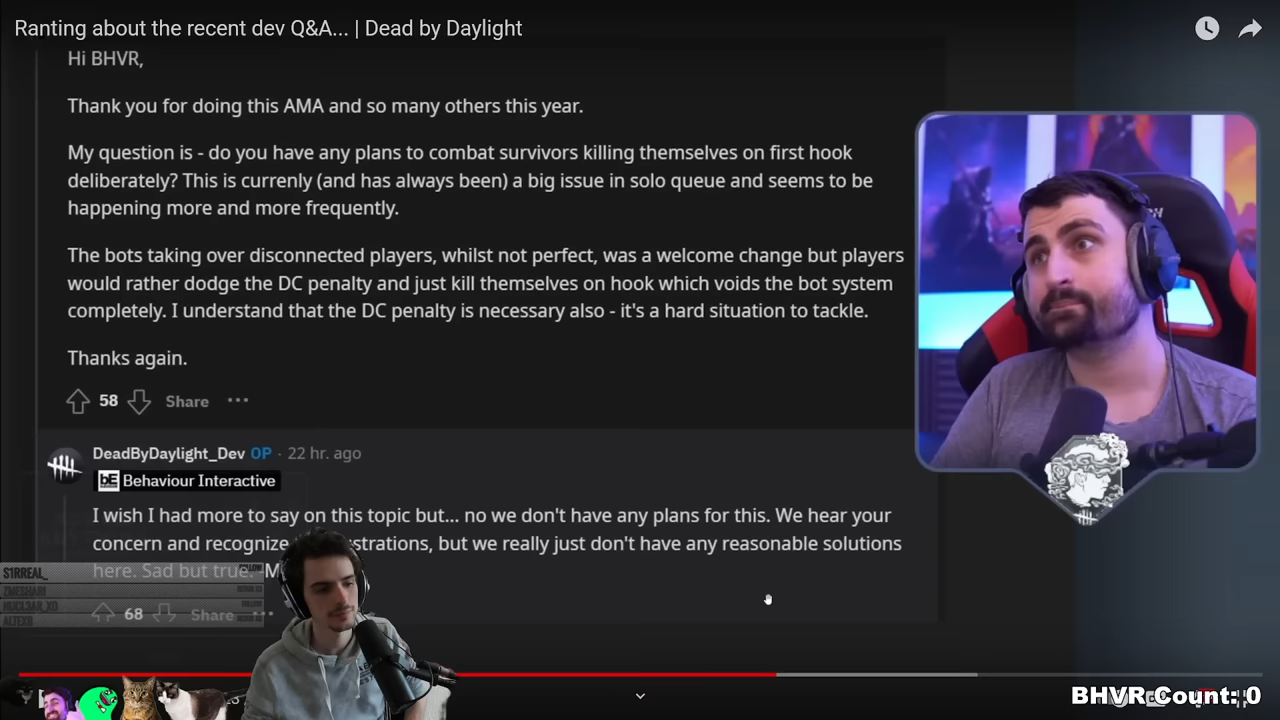 Ranting about the recent dev Q&A... | Dead by Daylight
Hi BHVR,
Thank you for doing this AMA and so many others this year.
My question is - do you have any plans to combat survivors killing themselves on first hook
deliberately? This is currenly (and has always been) a big issue in solo queue and seems to be
happening more and more frequently.
The bots taking over disconnected players, whilst not perfect, was a welcome change but players
would rather dodge the DC penalty and just kill themselves on hook which voids the bot system
completely. I understand that the DC penalty is necessary also - it's a hard situation to tackle.
Thanks again.
58 Share
DeadByDaylight_Dev OP · 22 hr. ago
bE Behaviour Interactive
I wish I had more to say on this topic but... no we don't have any plans for this. We hear your
concern and recognize strations, but we really just don't have any reasonable solutions
here. Sad but true. -M
S1RREAL_ FOLLOW
68 Share
BHVR Count: 0